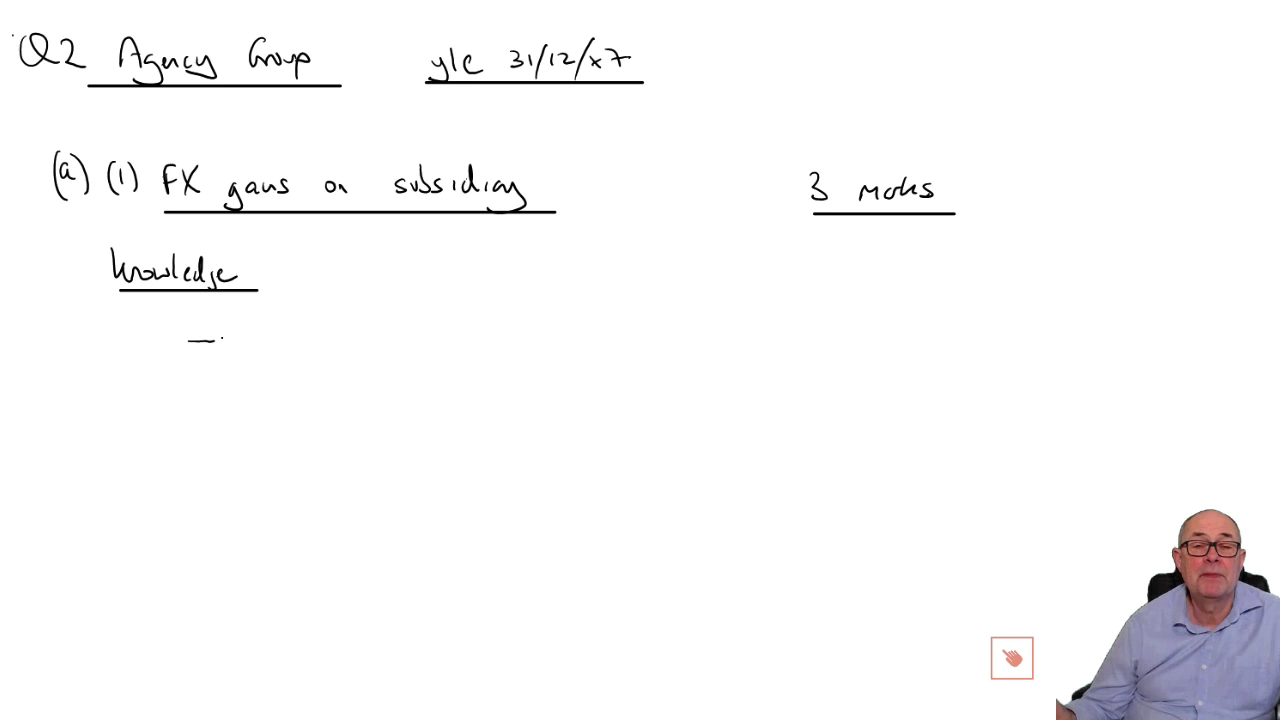 Q2 Agency Group y/e 31/12/x7
(a) (1) FX gains on subsidiary 3 marks
knowledge
—